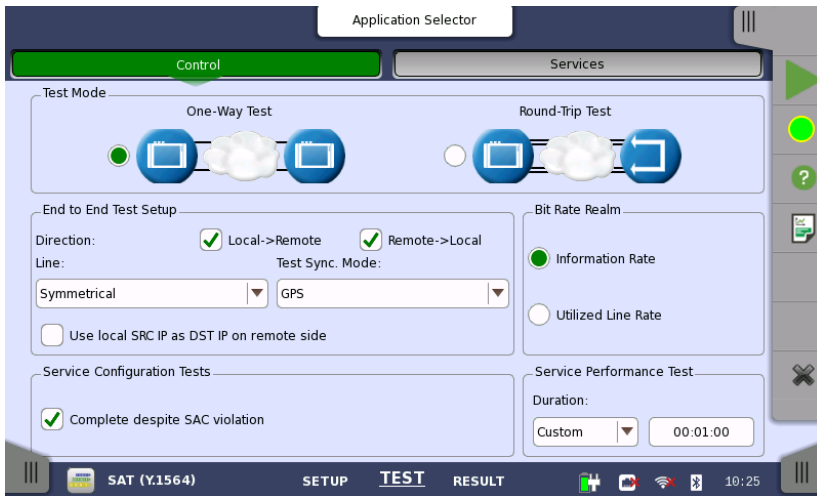 Application Selector
Control
Services
Test Mode
One-Way Test
Round-Trip Test
End to End Test Setup
Direction:
Local->Remote
Remote->Local
Line:
Test Sync. Mode:
Symmetrical
GPS
Use local SRC IP as DST IP on remote side
Bit Rate Realm
Information Rate
Utilized Line Rate
Service Configuration Tests
Complete despite SAC violation
Service Performance Test
Duration:
Custom
00:01:00
SAT (Y.1564)
SETUP
TEST
RESULT
10:25